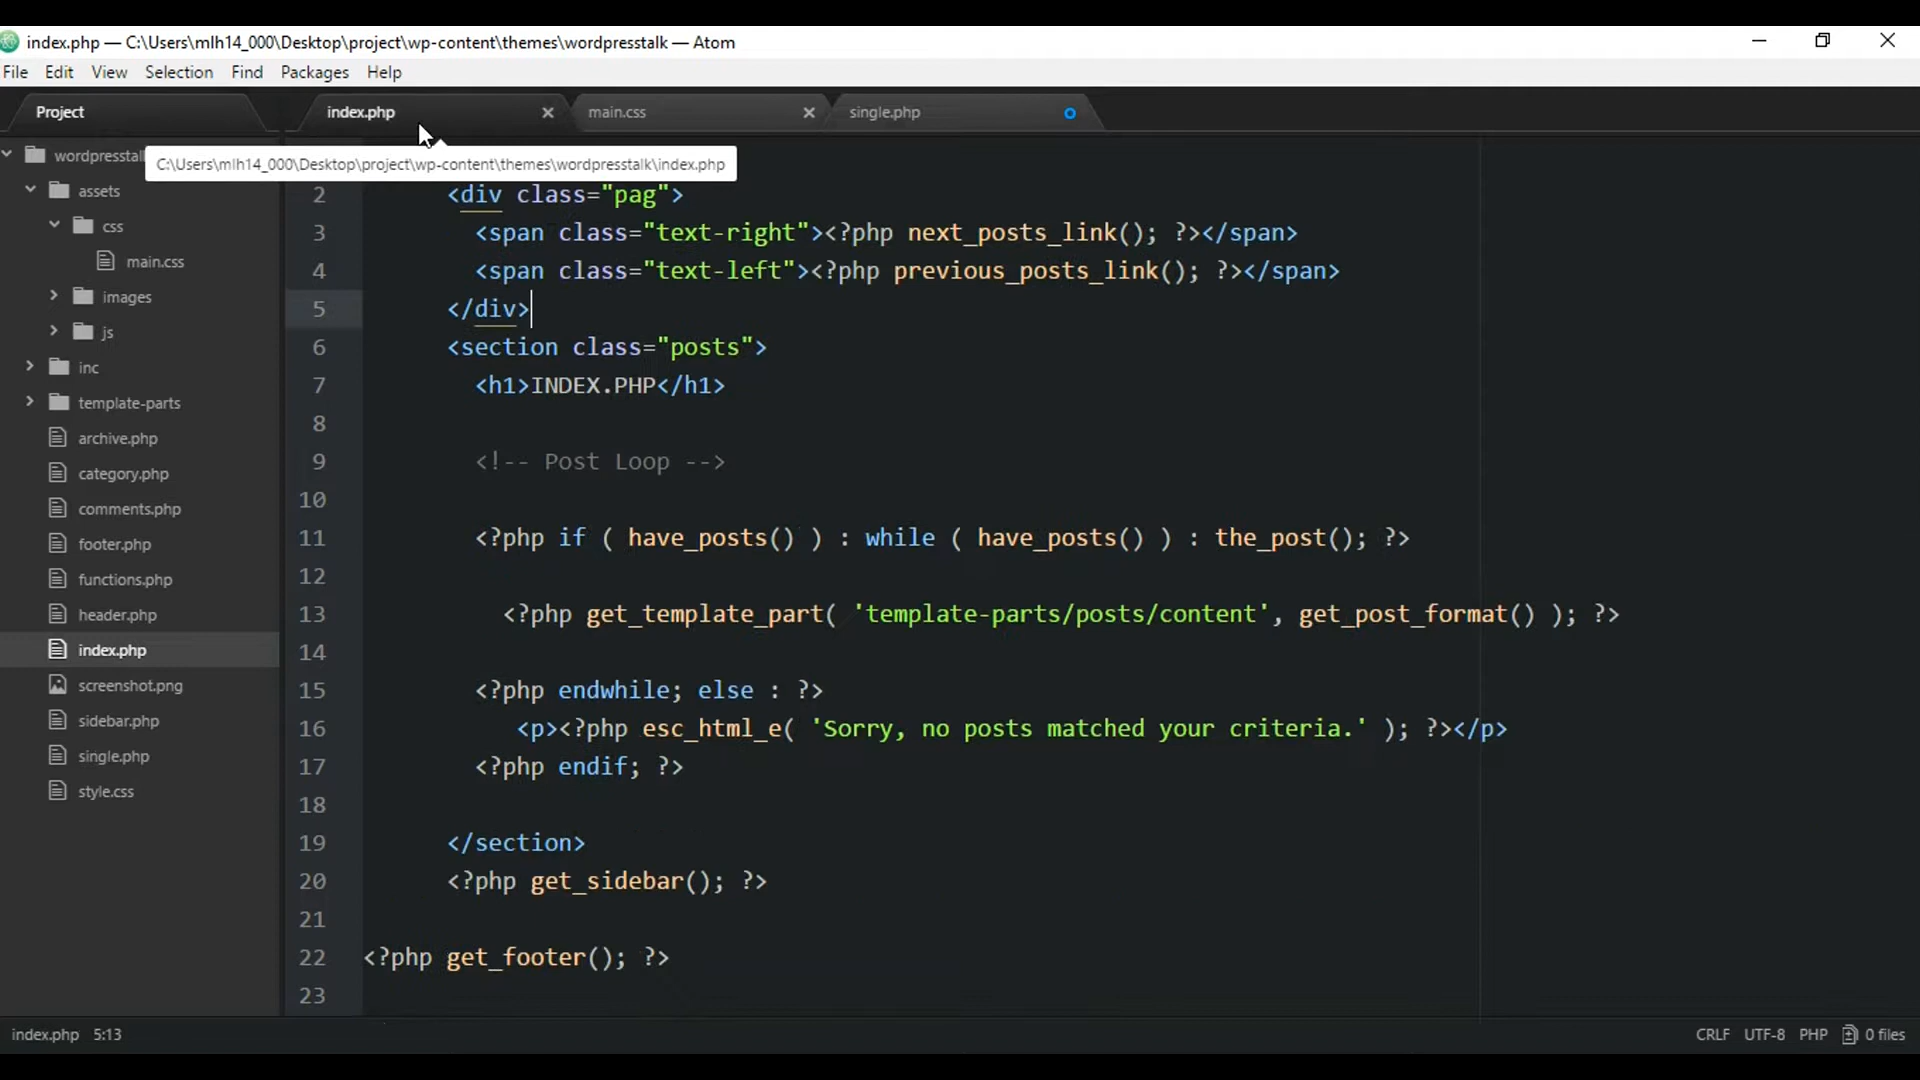 index.php — C:\Users\mlh14_000\Desktop\project\wp-content\themes\wordpresstalk — Atom
File Edit View Selection Find Packages Help
Project
index.php
main.css
single.php
C:\Users\mlh14_000\Desktop\project\wp-content\themes\wordpresstalk\index.php
wordpresstalk
assets
css
main.css
images
js
inc
template-parts
archive.php
category.php
comments.php
footer.php
functions.php
header.php
index.php
screenshot.png
sidebar.php
single.php
style.css
2 <div class="pag">
3 <span class="text-right"><?php next_posts_link(); ?></span>
4 <span class="text-left"><?php previous_posts_link(); ?></span>
5 </div>
6 <section class="posts">
7 <h1>INDEX.PHP</h1>
8
9 <!-- Post Loop -->
10
11 <?php if ( have_posts() ) : while ( have_posts() ) : the_post(); ?>
12
13 <?php get_template_part( 'template-parts/posts/content', get_post_format() ); ?>
14
15 <?php endwhile; else : ?>
16 <p><?php esc_html_e( 'Sorry, no posts matched your criteria.' ); ?></p>
17 <?php endif; ?>
18
19 </section>
20 <?php get_sidebar(); ?>
21
22 <?php get_footer(); ?>
23
index.php 5:13
CRLF UTF-8 PHP 0 files